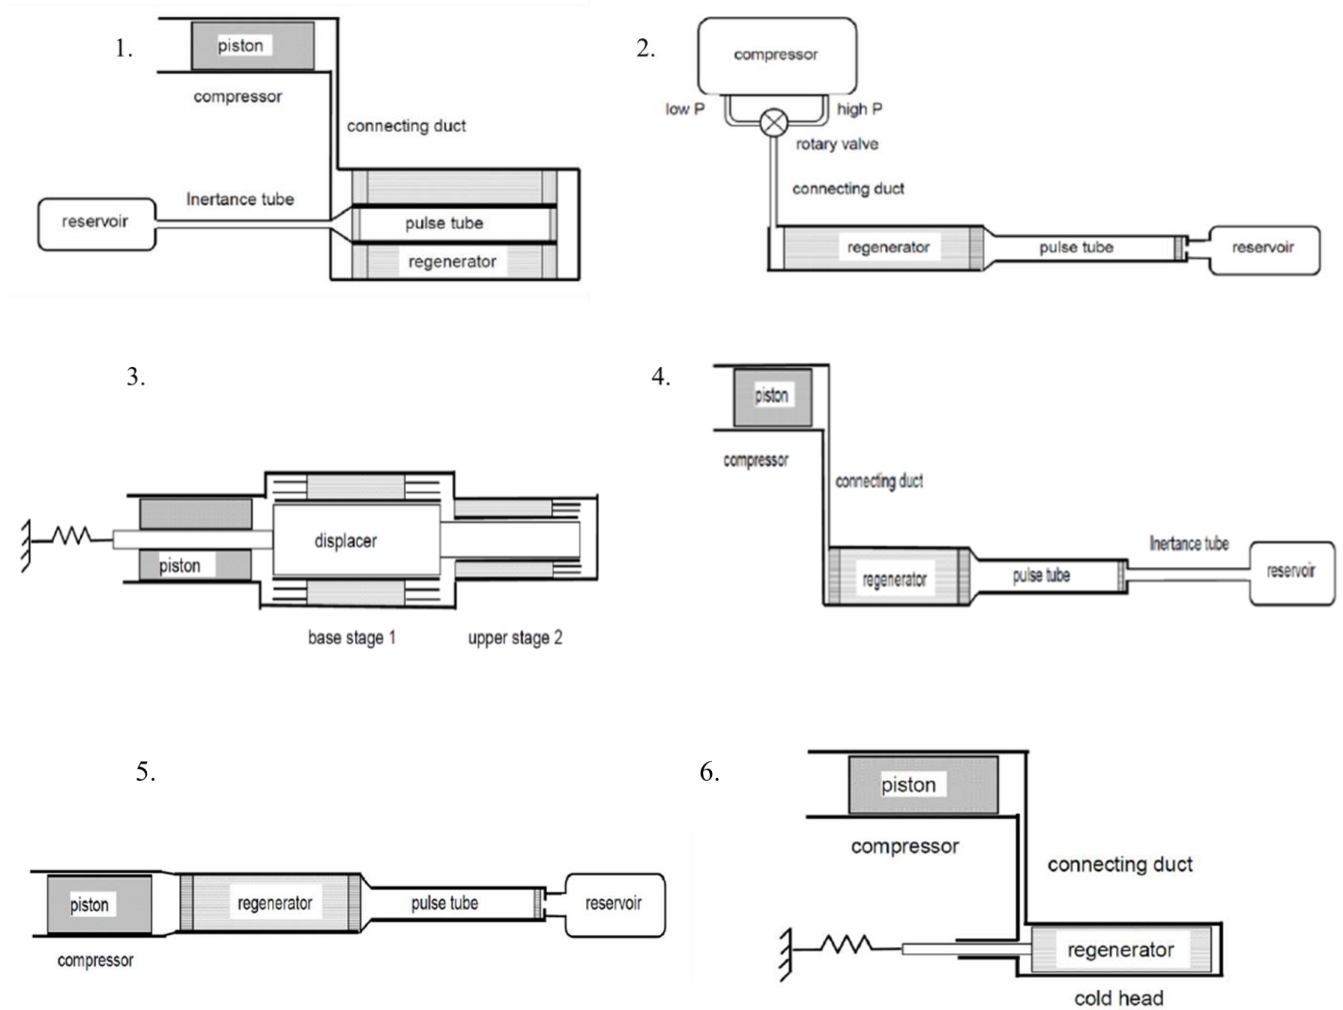 1.
piston
compressor
connecting duct
Inertance tube
reservoir
pulse tube
regenerator
2.
compressor
low P
high P
rotary valve
connecting duct
regenerator
pulse tube
reservoir
3.
displacer
piston
base stage 1
upper stage 2
4.
piston
compressor
connecting duct
Inertance tube
regenerator
pulse tube
reservoir
5.
piston
regenerator
pulse tube
reservoir
compressor
6.
piston
compressor
connecting duct
regenerator
cold head